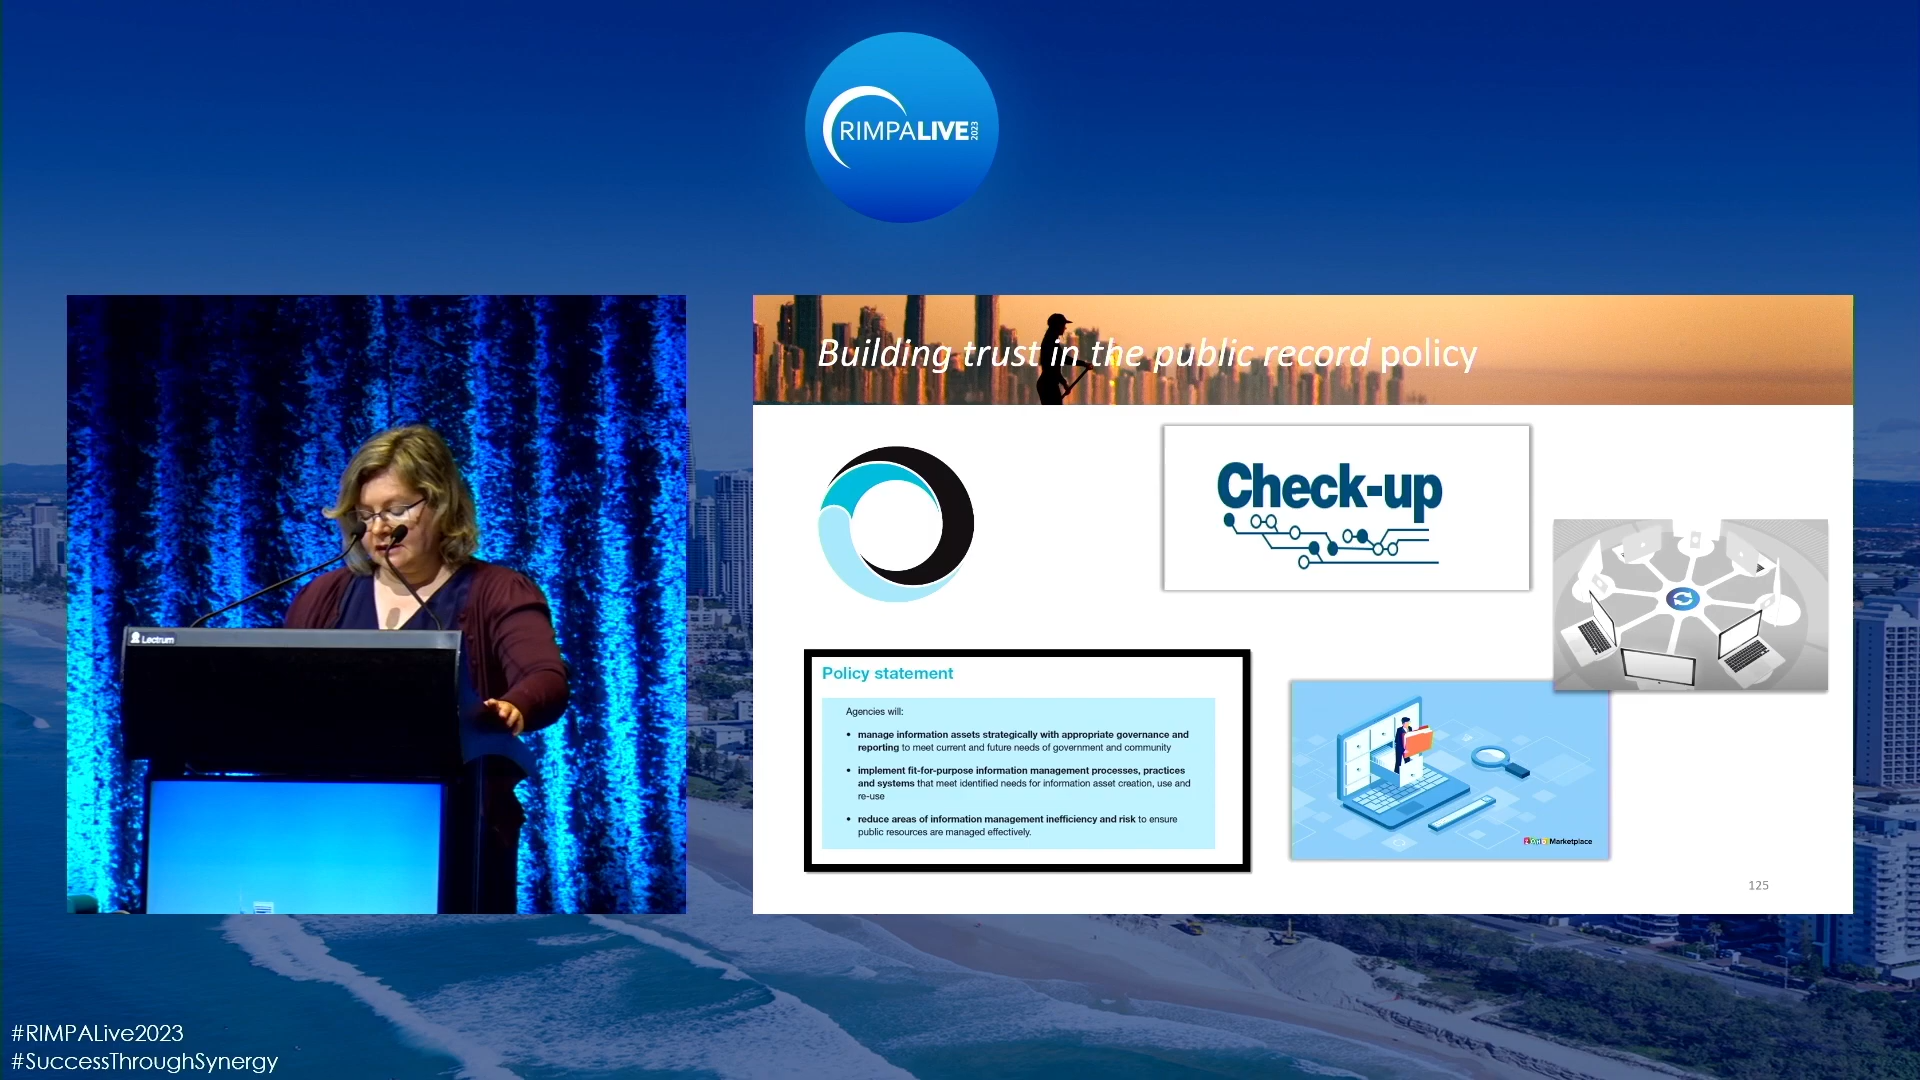 RIMPALIVE 2023
Building trust in the public record policy
Check-up
Lectrum
Policy statement
Agencies will:
• manage information assets strategically with appropriate governance and
reporting to meet current and future needs of government and community
• implement fit-for-purpose information management processes, practices
and systems that meet identified needs for information asset creation, use and
re-use
• reduce areas of information management inefficiency and risk to ensure
public resources are managed effectively.
Marketplace
125
#RIMPALive2023
#SuccessThroughSynergy